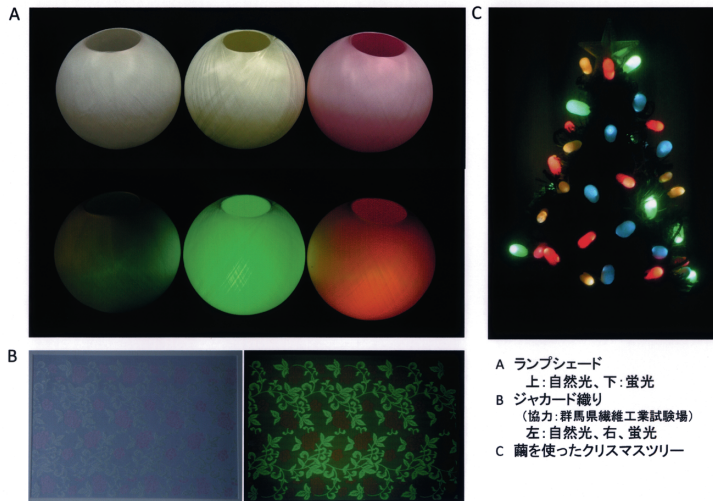 A
C
B
A ランプシェード
上:自然光、下:蛍光
B ジャカード織り
(協力:群馬県繊維工業試験場)
左:自然光、右、蛍光
C 繭を使ったクリスマスツリー